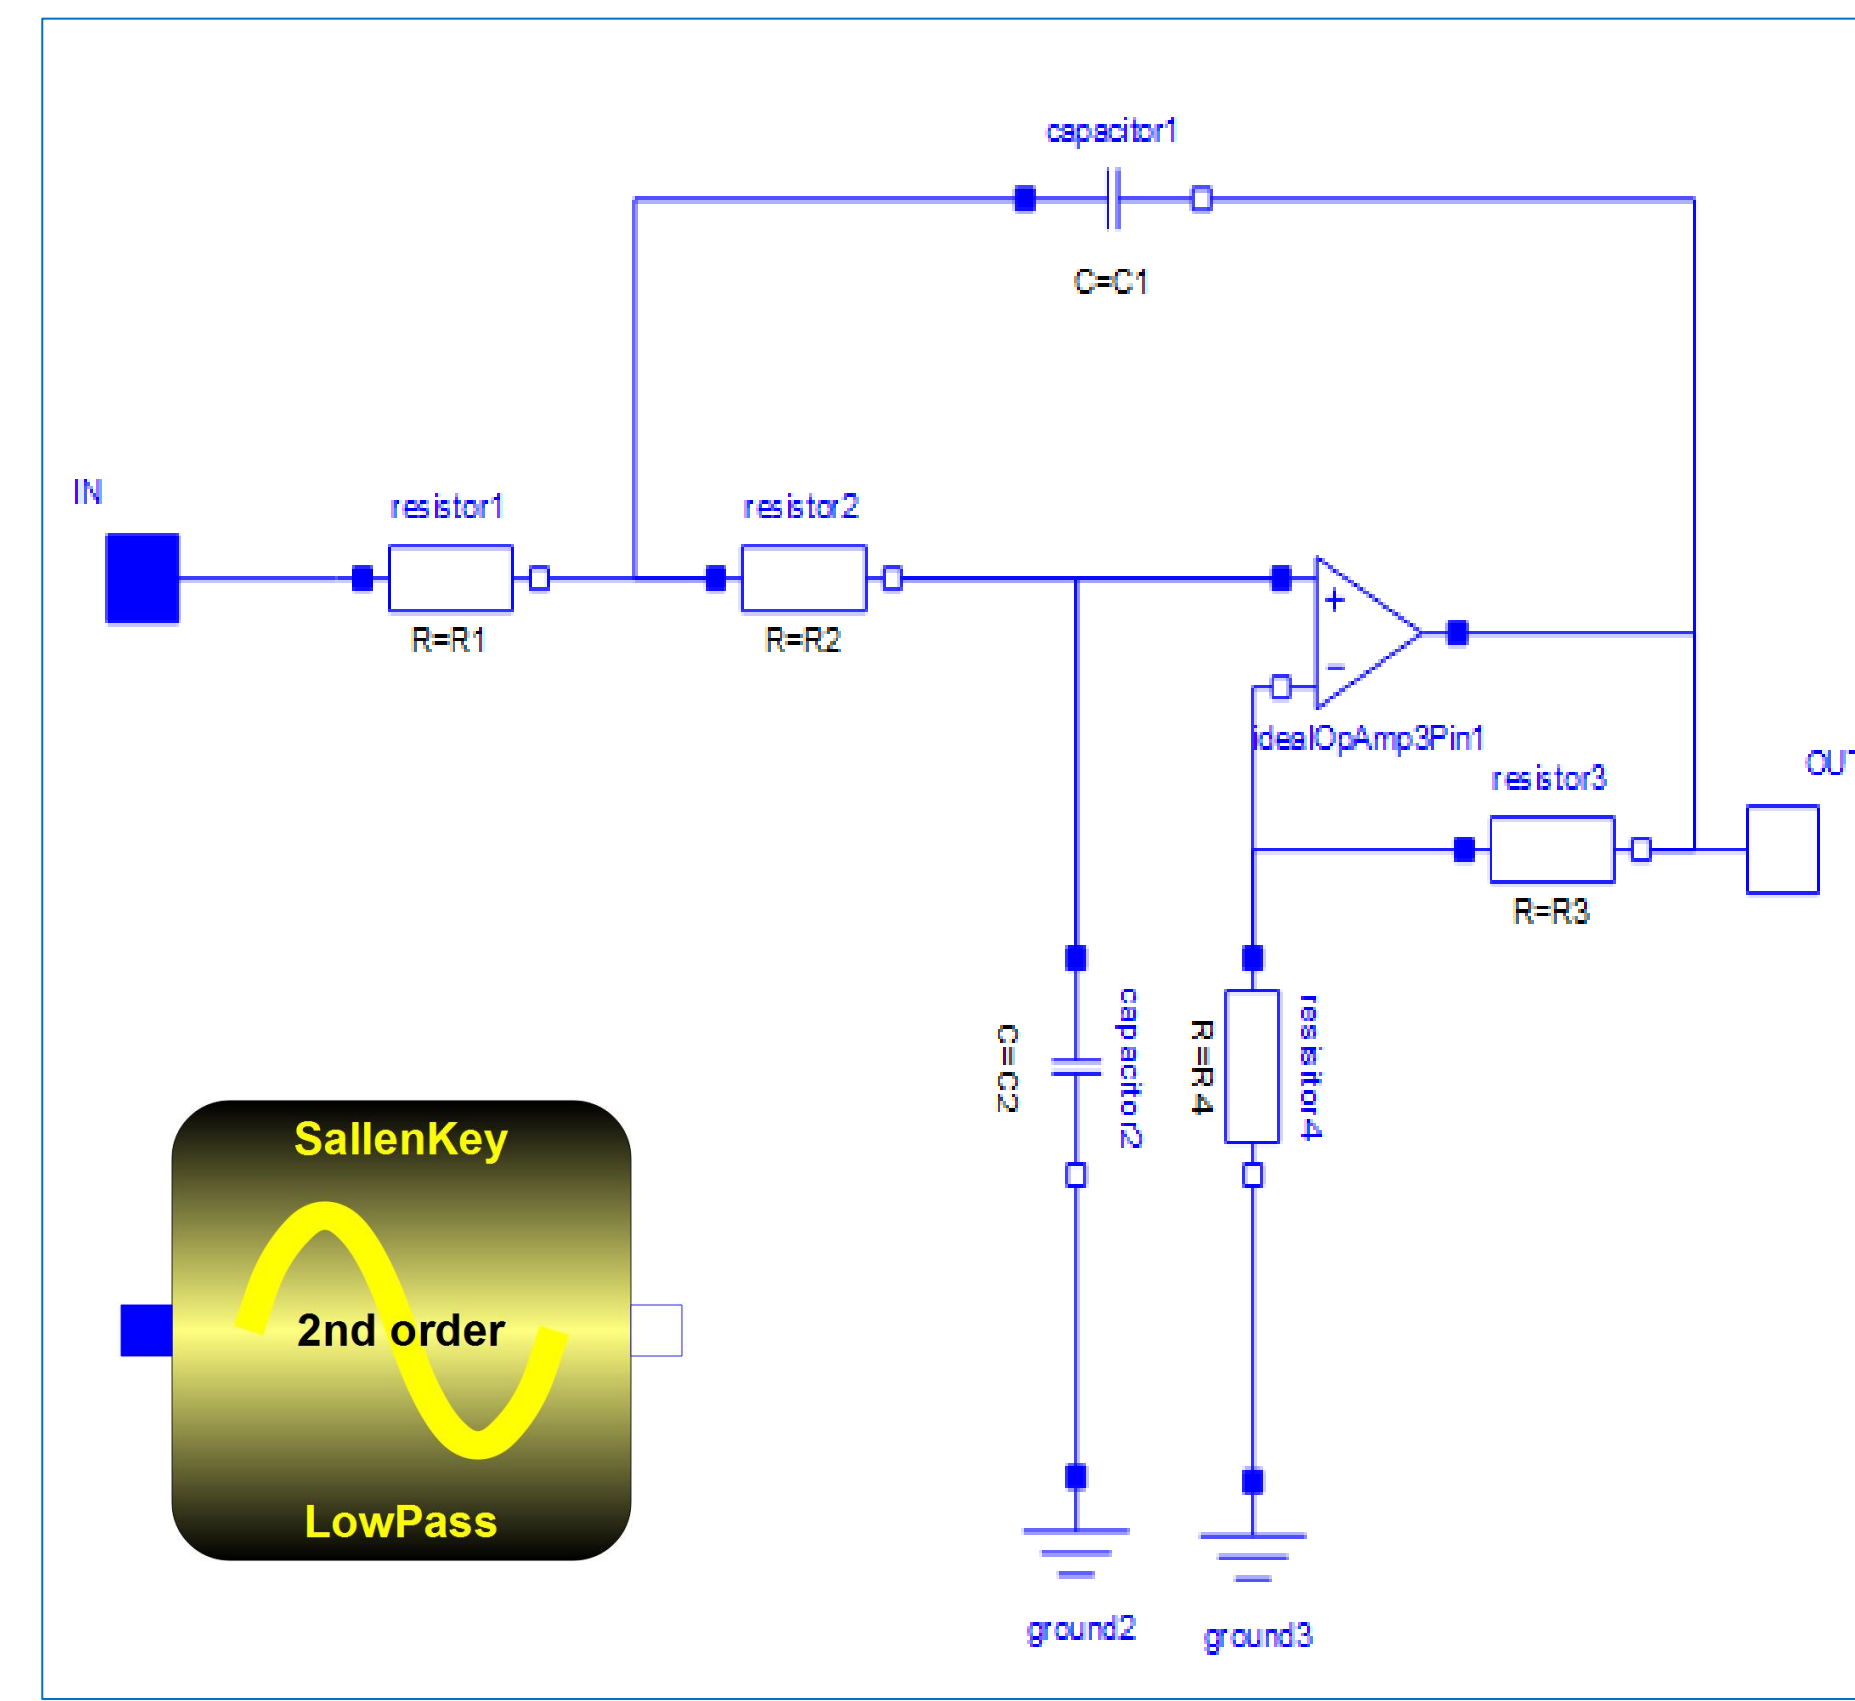 capacitor1
C=C1
IN
resistor1
resistor2
R=R1
R=R2
+
−
idealOpAmp3Pin1
OUT
resistor3
R=R3
capacitor2
C=C2
resistor4
R=R4
SallenKey
2nd order
LowPass
ground2
ground3